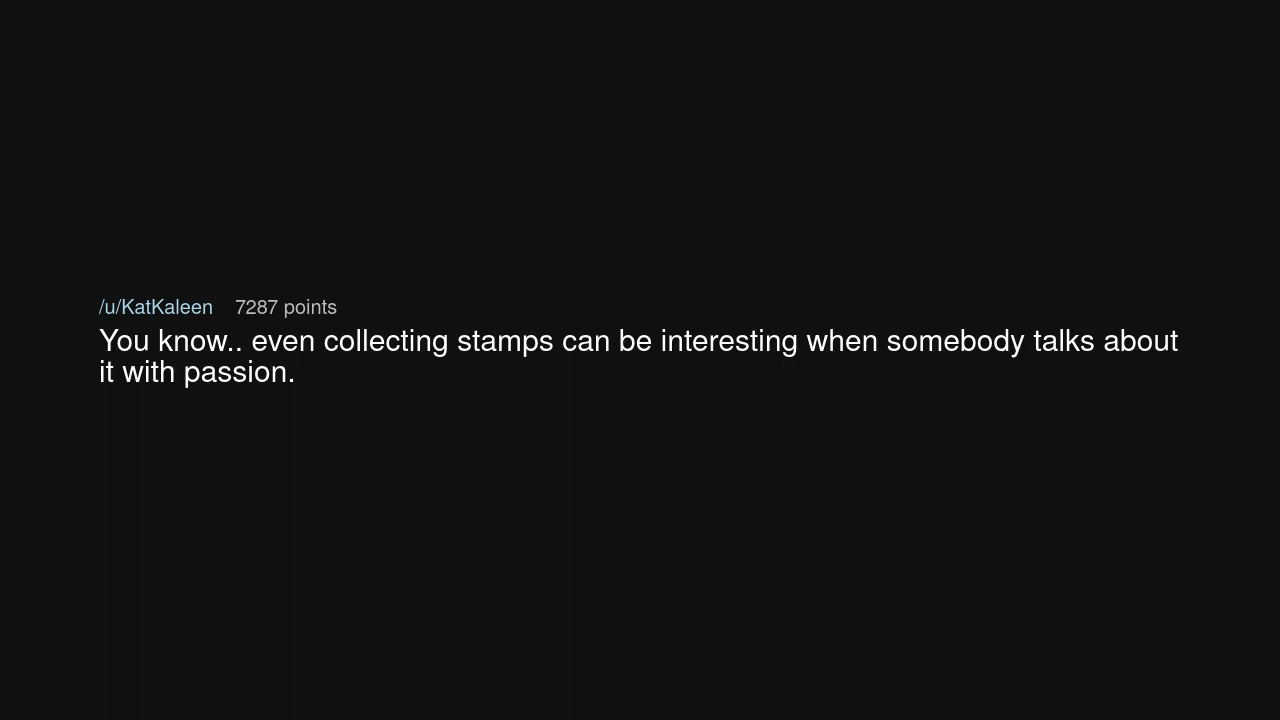 /u/KatKaleen 7287 points
You know.. even collecting stamps can be interesting when somebody talks about
it with passion.